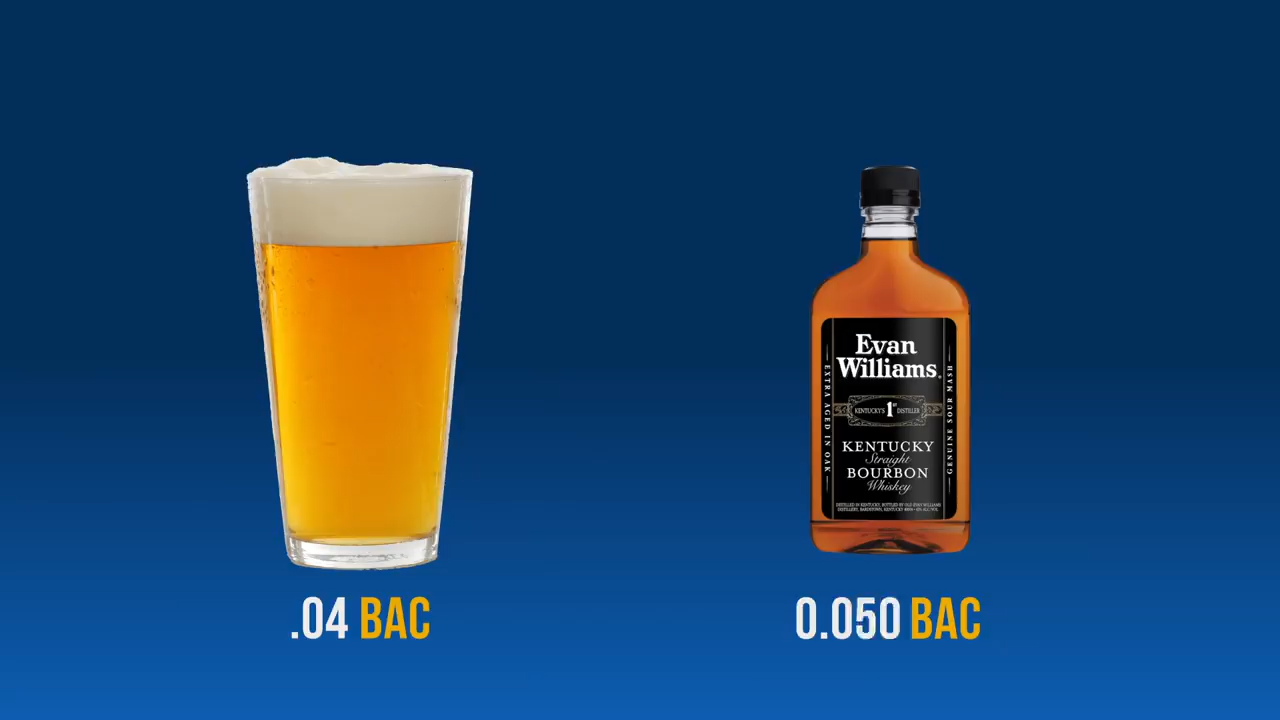 Evan
Williams
EXTRA AGED IN OAK
KENTUCKY'S 1ST DISTILLER
GENUINE SOUR MASH
KENTUCKY
Straight
BOURBON
Whiskey
.04 BAC
0.050 BAC